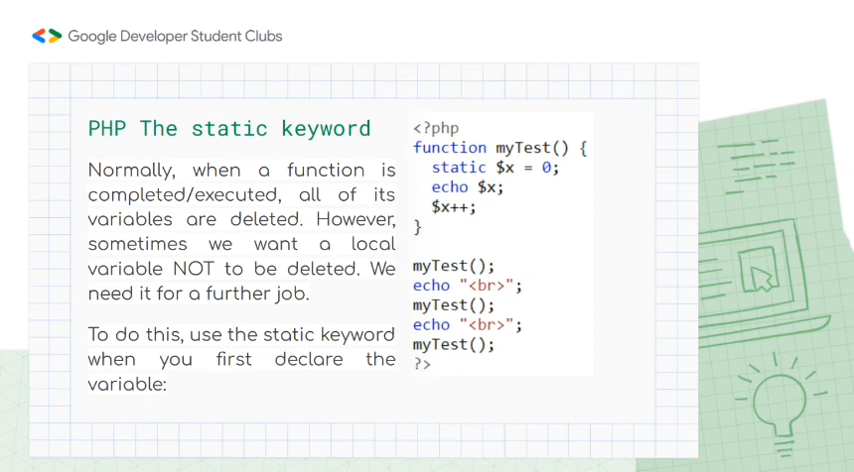 Google Developer Student Clubs
PHP The static keyword
Normally, when a function is
completed/executed, all of its
variables are deleted. However,
sometimes we want a local
variable NOT to be deleted. We
need it for a further job.
To do this, use the static keyword
when you first declare the
variable:
<?php
function myTest() {
  static $x = 0;
  echo $x;
  $x++;
}
myTest();
echo "<br>";
myTest();
echo "<br>";
myTest();
?>